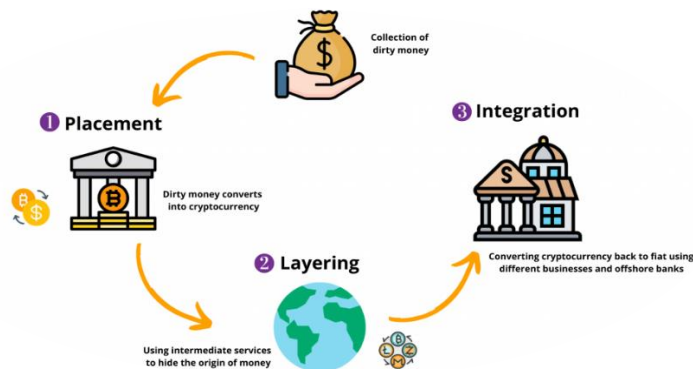 Collection of
dirty money
1 Placement
Dirty money converts
into cryptocurrency
2 Layering
Using intermediate services
to hide the origin of money
3 Integration
Converting cryptocurrency back to fiat using
different businesses and offshore banks